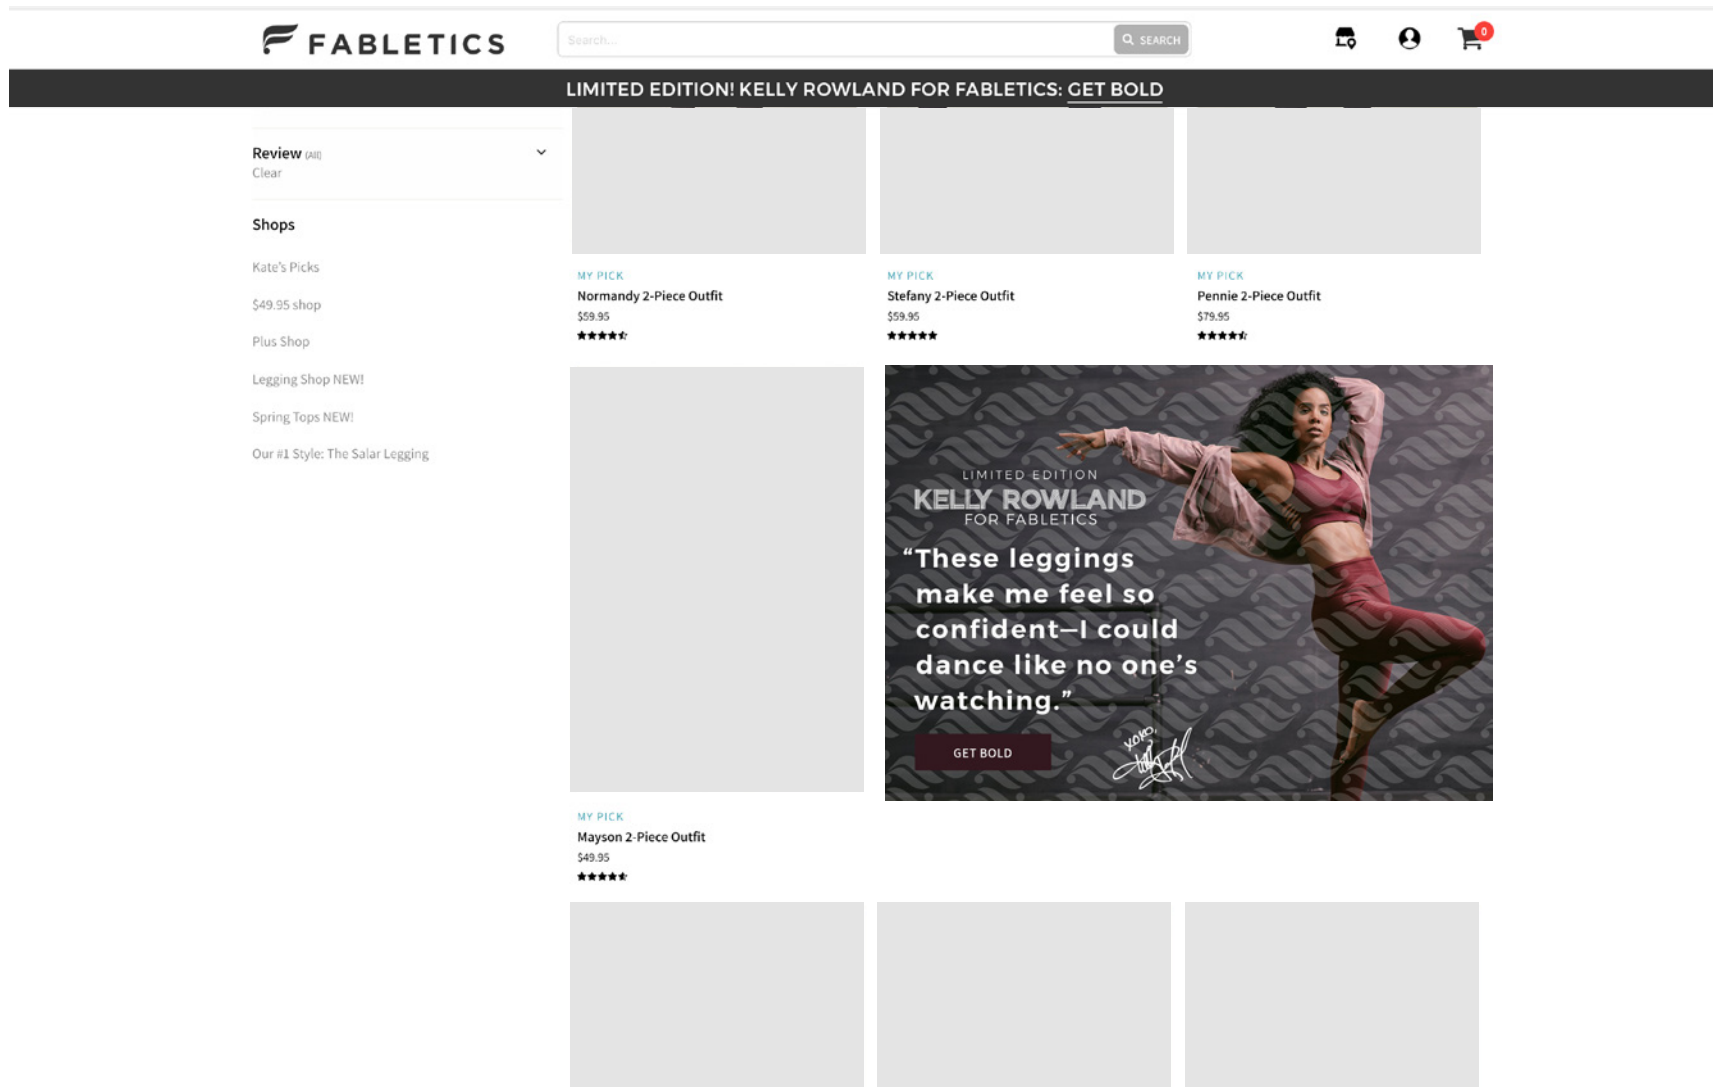 FABLETICS
Search...
SEARCH
0
LIMITED EDITION! KELLY ROWLAND FOR FABLETICS: GET BOLD
Review (All)
Clear
Shops
Kate's Picks
$49.95 shop
Plus Shop
Legging Shop NEW!
Spring Tops NEW!
Our #1 Style: The Salar Legging
MY PICK
Normandy 2-Piece Outfit
$59.95
MY PICK
Stefany 2-Piece Outfit
$59.95
MY PICK
Pennie 2-Piece Outfit
$79.95
LIMITED EDITION
KELLY ROWLAND
FOR FABLETICS
“These leggings
make me feel so
confident—I could
dance like no one’s
watching.”
GET BOLD
xoxo,
MY PICK
Mayson 2-Piece Outfit
$49.95